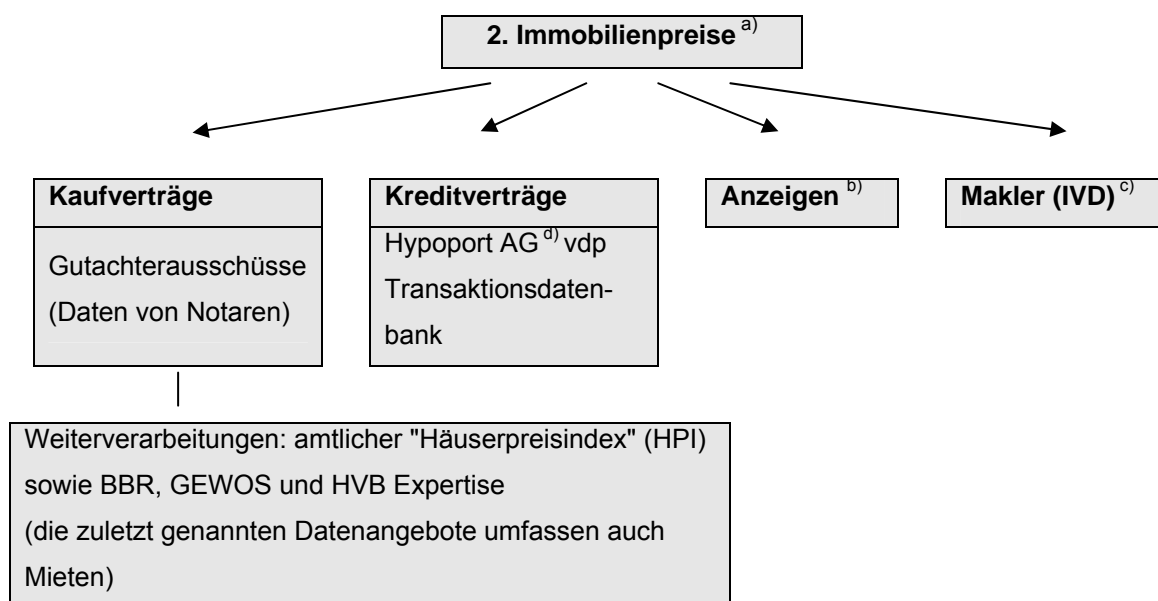 2. Immobilienpreise a)
Kaufverträge
Gutachterausschüsse
(Daten von Notaren)
Kreditverträge
Hypoport AG d) vdp
Transaktionsdaten-
bank
Anzeigen b)
Makler (IVD) c)
Weiterverarbeitungen: amtlicher "Häuserpreisindex" (HPI)
sowie BBR, GEWOS und HVB Expertise
(die zuletzt genannten Datenangebote umfassen auch
Mieten)